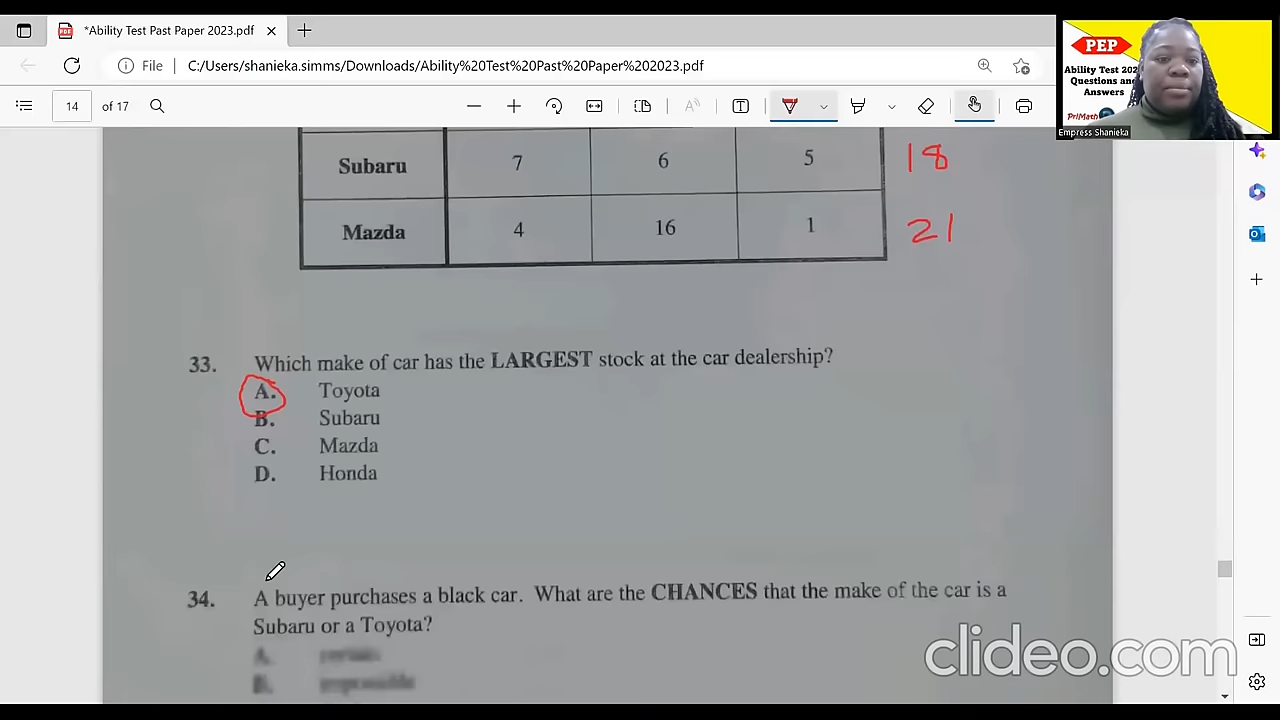 *Ability Test Past Paper 2023.pdf
File
C:/Users/shanieka.simms/Downloads/Ability%20Test%20Past%20Paper%202023.pdf
14 of 17
PEP
Ability Test 202
Questions and
Answers
PriMath
Empress Shanieka
Subaru 7 6 5 18
Mazda 4 16 1 21
33. Which make of car has the LARGEST stock at the car dealership?
A. Toyota
B. Subaru
C. Mazda
D. Honda
34. A buyer purchases a black car. What are the CHANCES that the make of the car is a
Subaru or a Toyota?
A.
B. impossible
clideo.com